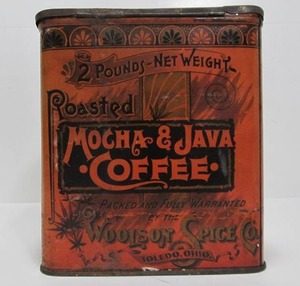 2 POUNDS - NET WEIGHT
Roasted
MOCHA & JAVA
· COFFEE ·
PACKED AND FULLY WARRANTED
BY THE
WOOLSON SPICE CO.
TOLEDO, OHIO.